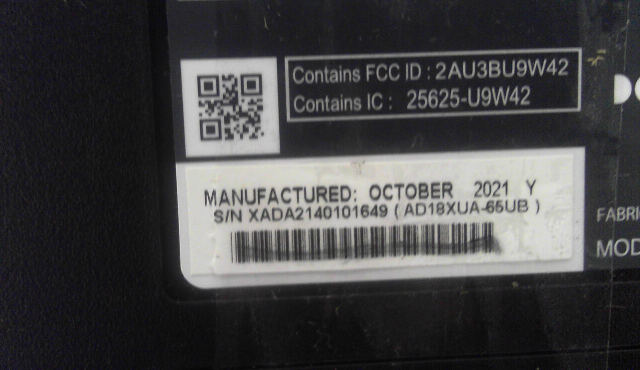 Contains FCC ID : 2AU3BU9W42
Contains IC : 25625-U9W42
MANUFACTURED: OCTOBER 2021 Y
S/N XADA2140101649 ( AD18XUA-65UB )
FABRI
MOD